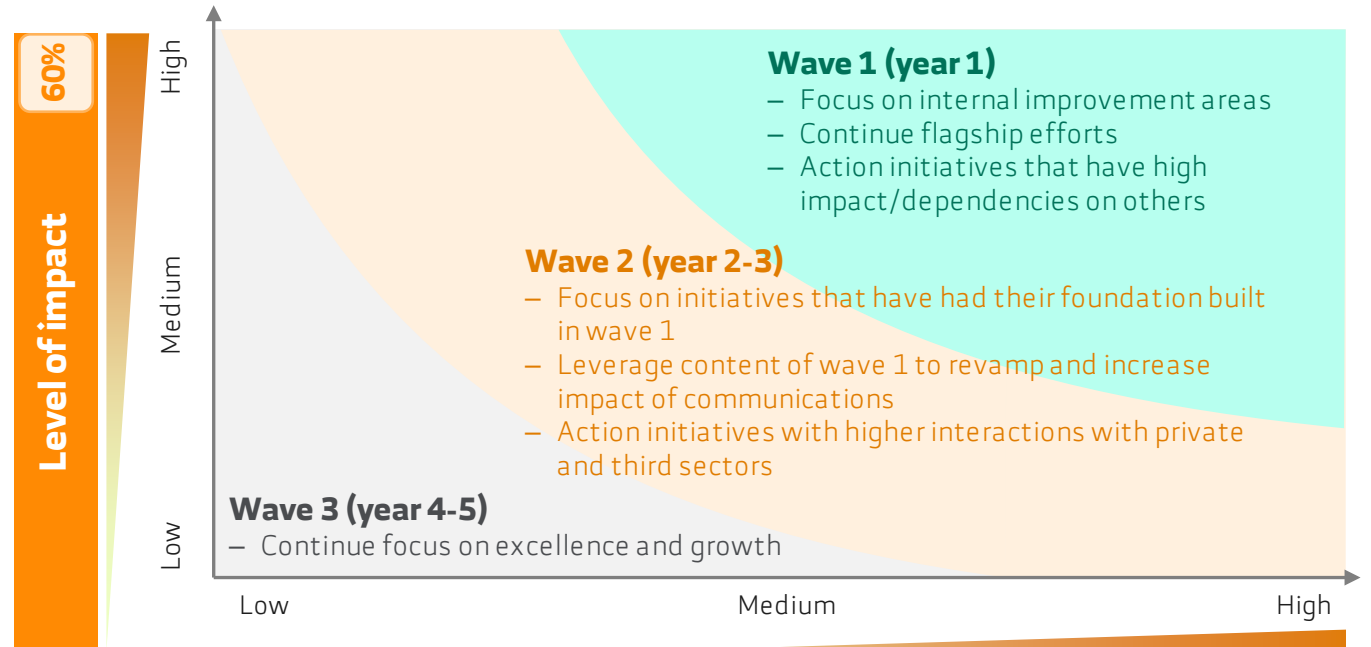 60%
Level of impact
High
Medium
Low
Wave 1 (year 1)
– Focus on internal improvement areas
– Continue flagship efforts
– Action initiatives that have high
impact/dependencies on others
Wave 2 (year 2-3)
– Focus on initiatives that have had their foundation built
in wave 1
– Leverage content of wave 1 to revamp and increase
impact of communications
– Action initiatives with higher interactions with private
and third sectors
Wave 3 (year 4-5)
– Continue focus on excellence and growth
Low
Medium
High